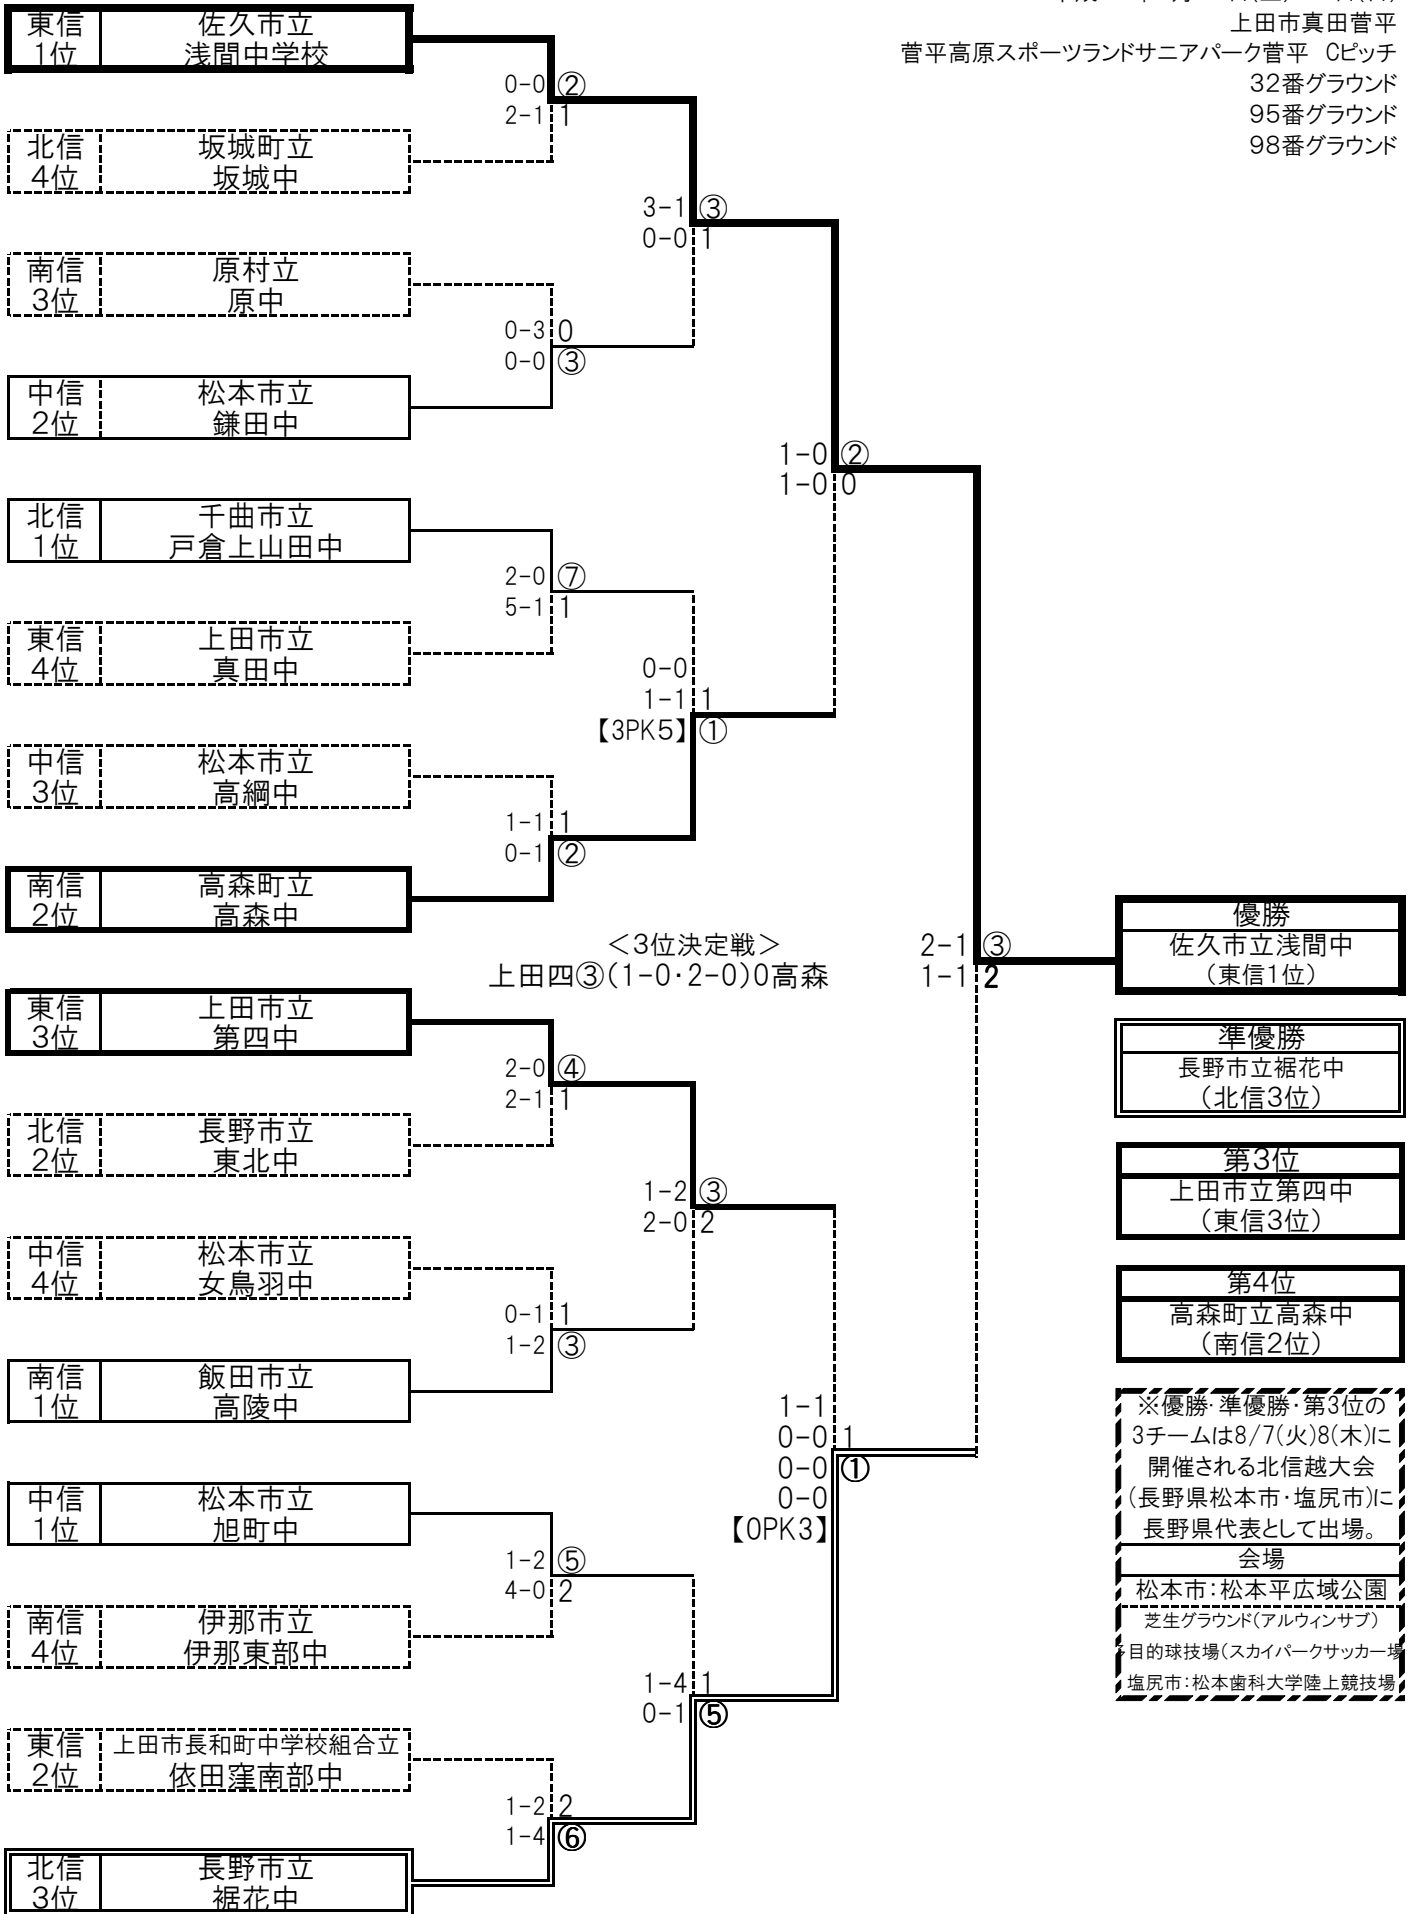 上田市真田菅平
菅平高原スポーツランドサニアパーク菅平 Cピッチ
32番グラウンド
95番グラウンド
98番グラウンド
東信 佐久市立
1位 浅間中学校
0-0 ②
2-1 1
北信 坂城町立
4位 坂城中
3-1 ③
0-0 1
南信 原村立
3位 原中
0-3 0
0-0 ③
中信 松本市立
2位 鎌田中
1-0 ②
1-0 0
北信 千曲市立
1位 戸倉上山田中
2-0 ⑦
5-1 1
東信 上田市立
4位 真田中
0-0
1-1 1
【3PK5】 ①
中信 松本市立
3位 高綱中
1-1 1
0-1 ②
南信 高森町立
2位 高森中
＜3位決定戦＞
上田四③(1-0・2-0)0高森
2-1 ③
1-1 2
優勝
佐久市立浅間中
(東信1位)
東信 上田市立
3位 第四中
2-0 ④
2-1 1
準優勝
長野市立裾花中
(北信3位)
北信 長野市立
2位 東北中
1-2 ③
2-0 2
第3位
上田市立第四中
(東信3位)
中信 松本市立
4位 女鳥羽中
0-1 1
1-2 ③
第4位
高森町立高森中
(南信2位)
南信 飯田市立
1位 高陵中
1-1
0-0 1
0-0 ①
0-0
【0PK3】
※優勝・準優勝・第3位の
3チームは8/7(火)8(木)に
開催される北信越大会
(長野県松本市・塩尻市)に
長野県代表として出場。
会場
松本市：松本平広域公園
芝生グラウンド(アルウィンサブ)
目的球技場(スカイパークサッカー場
塩尻市：松本歯科大学陸上競技場
中信 松本市立
1位 旭町中
1-2 ⑤
4-0 2
南信 伊那市立
4位 伊那東部中
1-4 1
0-1 ⑤
東信 上田市長和町中学校組合立
2位 依田窪南部中
1-2 2
1-4 ⑥
北信 長野市立
3位 裾花中